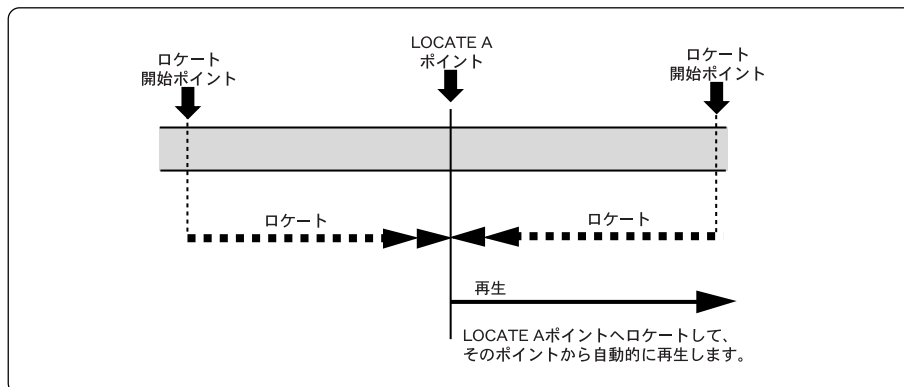 ロケート
開始ポイント
LOCATE A
ポイント
ロケート
開始ポイント
ロケート
ロケート
再生
LOCATE Aポイントへロケートして、
そのポイントから自動的に再生します。